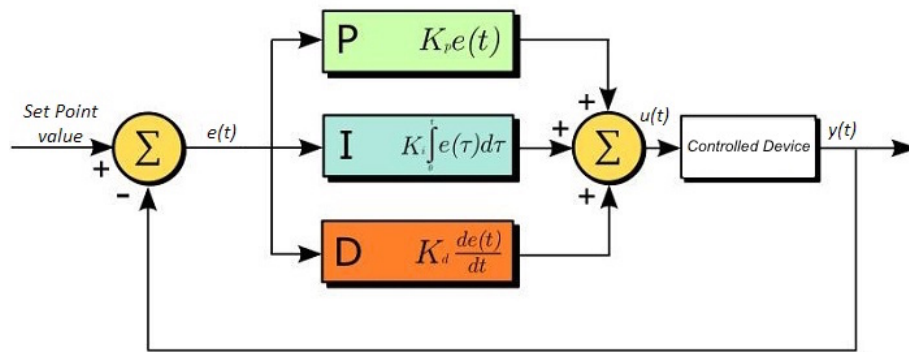 P K_p e(t)
Set Point
value
e(t)
Σ
+
-
I K_i ∫_0^t e(τ)dτ
+
+
+
Σ
u(t)
Controlled Device
y(t)
D K_d de(t)/dt